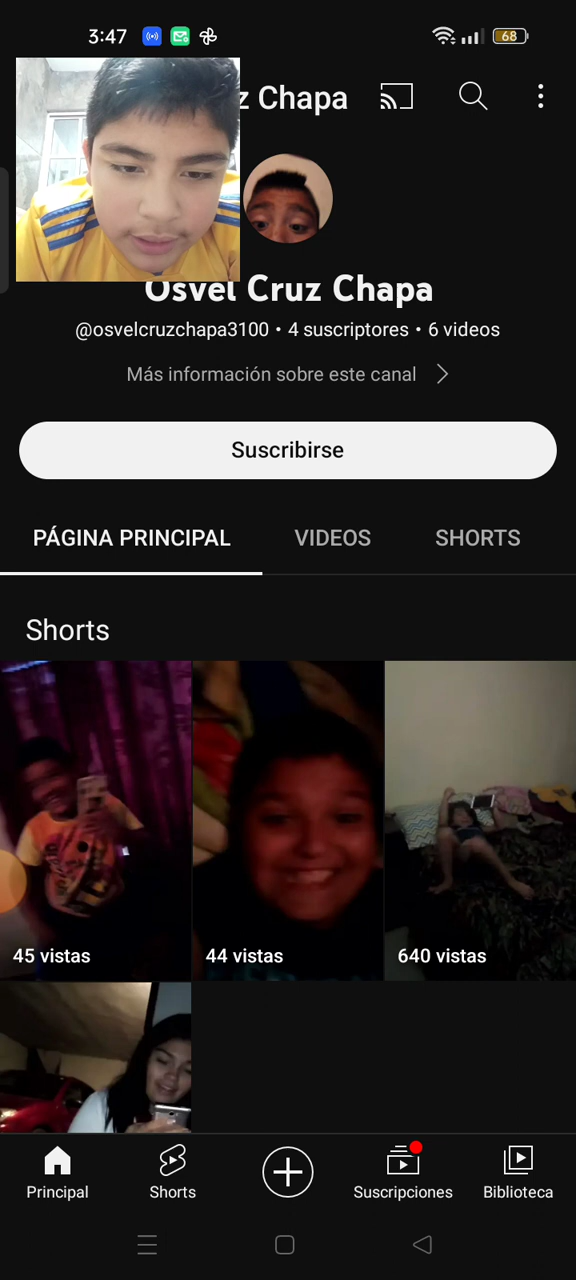 3:47
68
z Chapa
Osvel Cruz Chapa
@osvelcruzchapa3100 • 4 suscriptores • 6 videos
Más información sobre este canal
Suscribirse
PÁGINA PRINCIPAL VIDEOS SHORTS
Shorts
45 vistas 44 vistas 640 vistas
Principal Shorts Suscripciones Biblioteca